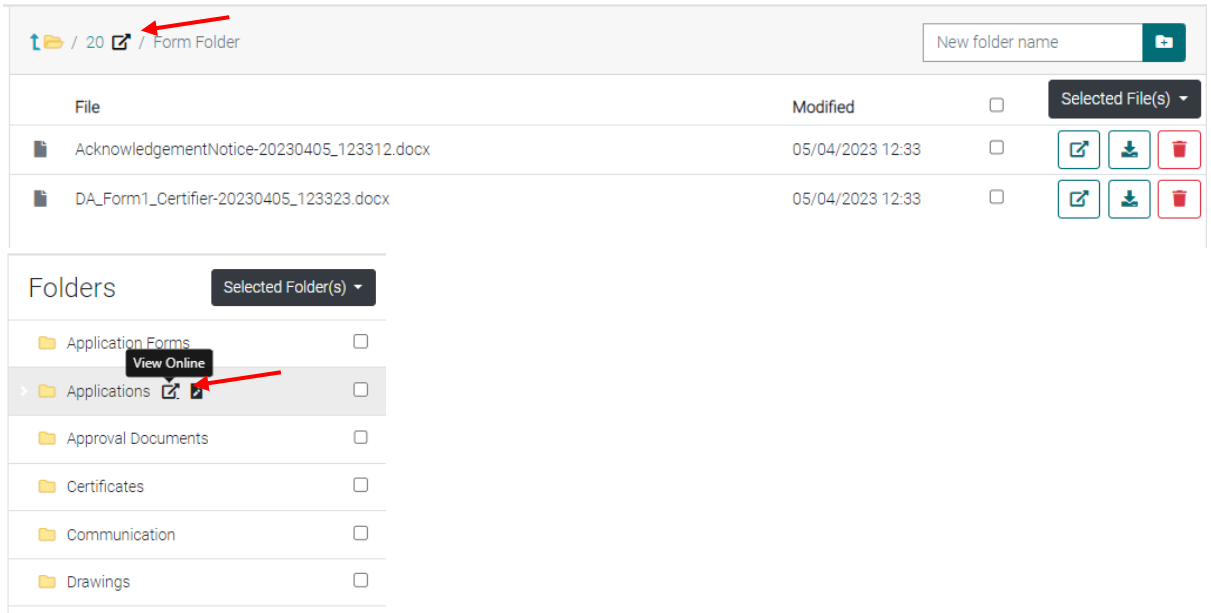 / 20 / Form Folder New folder name
File Modified Selected File(s)
AcknowledgementNotice-20230405_123312.docx 05/04/2023 12:33
DA_Form1_Certifier-20230405_123323.docx 05/04/2023 12:33
Folders Selected Folder(s)
Application Forms
View Online
Applications
Approval Documents
Certificates
Communication
Drawings